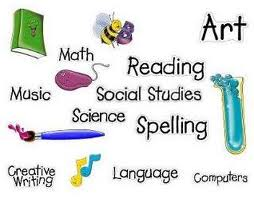 Art
Math
Reading
Music
Social Studies
Science
Spelling
Creative
Writing
Language
Computers